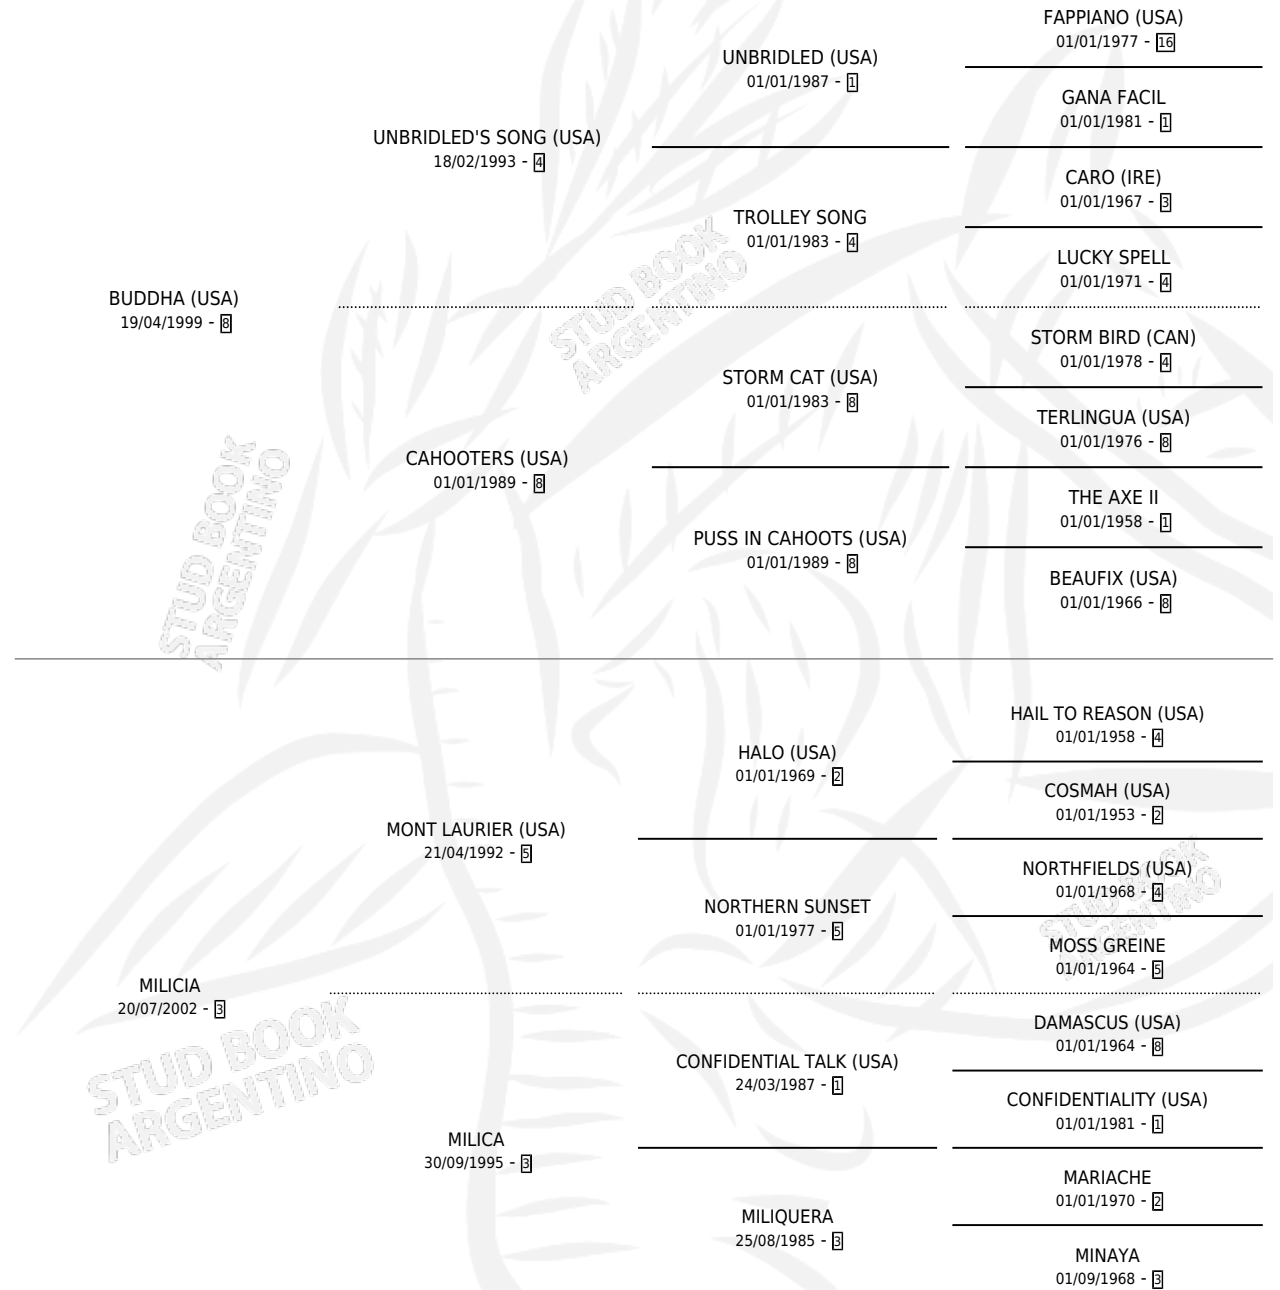 FAPPIANO (USA)
01/01/1977 - 16
UNBRIDLED (USA)
01/01/1987 - 1
GANA FACIL
01/01/1981 - 1
UNBRIDLED'S SONG (USA)
18/02/1993 - 4
CARO (IRE)
01/01/1967 - 3
TROLLEY SONG
01/01/1983 - 4
LUCKY SPELL
01/01/1971 - 4
BUDDHA (USA)
19/04/1999 - 8
STORM BIRD (CAN)
01/01/1978 - 4
STORM CAT (USA)
01/01/1983 - 8
TERLINGUA (USA)
01/01/1976 - 8
CAHOOTERS (USA)
01/01/1989 - 8
THE AXE II
01/01/1958 - 1
PUSS IN CAHOOTS (USA)
01/01/1989 - 8
BEAUFIX (USA)
01/01/1966 - 8
HAIL TO REASON (USA)
01/01/1958 - 4
HALO (USA)
01/01/1969 - 2
COSMAH (USA)
01/01/1953 - 2
MONT LAURIER (USA)
21/04/1992 - 5
NORTHFIELDS (USA)
01/01/1968 - 4
NORTHERN SUNSET
01/01/1977 - 5
MOSS GREINE
01/01/1964 - 5
MILICIA
20/07/2002 - 3
DAMASCUS (USA)
01/01/1964 - 8
CONFIDENTIAL TALK (USA)
24/03/1987 - 1
CONFIDENTIALITY (USA)
01/01/1981 - 1
MILICA
30/09/1995 - 3
MARIACHE
01/01/1970 - 2
MILIQUERA
25/08/1985 - 3
MINAYA
01/09/1968 - 3
STUD BOOK
ARGENTINO
STUD BOOK
ARGENTINO
STUD BOOK
ARGENTINO
STUD BOOK
ARGENTINO